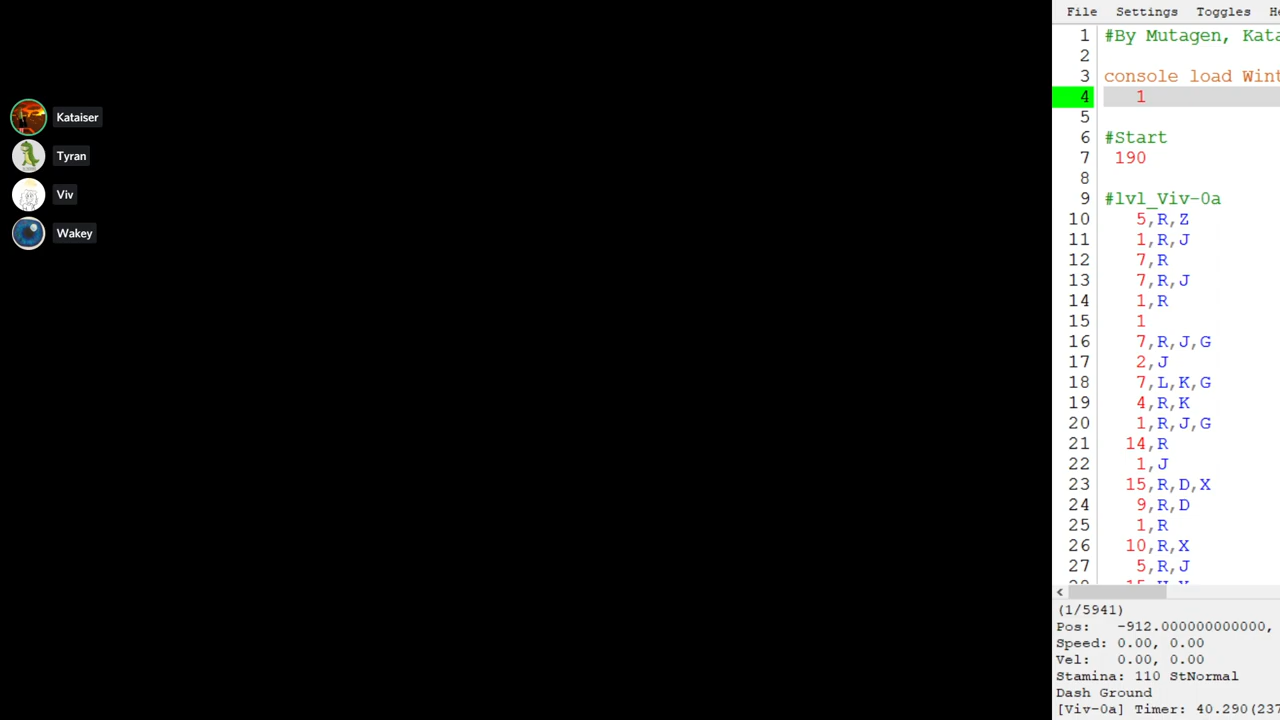 Kataiser
Tyran
Viv
Wakey
File Settings Toggles
1 #By Mutagen, Kata
2
3 console load Wint
4 1
5
6 #Start
7 190
8
9 #lvl_Viv-0a
10 5,R,Z
11 1,R,J
12 7,R
13 7,R,J
14 1,R
15 1
16 7,R,J,G
17 2,J
18 7,L,K,G
19 4,R,K
20 1,R,J,G
21 14,R
22 1,J
23 15,R,D,X
24 9,R,D
25 1,R
26 10,R,X
27 5,R,J
(1/5941)
Pos: -912.000000000000,
Speed: 0.00, 0.00
Vel: 0.00, 0.00
Stamina: 110 StNormal
Dash Ground
[Viv-0a] Timer: 40.290(237